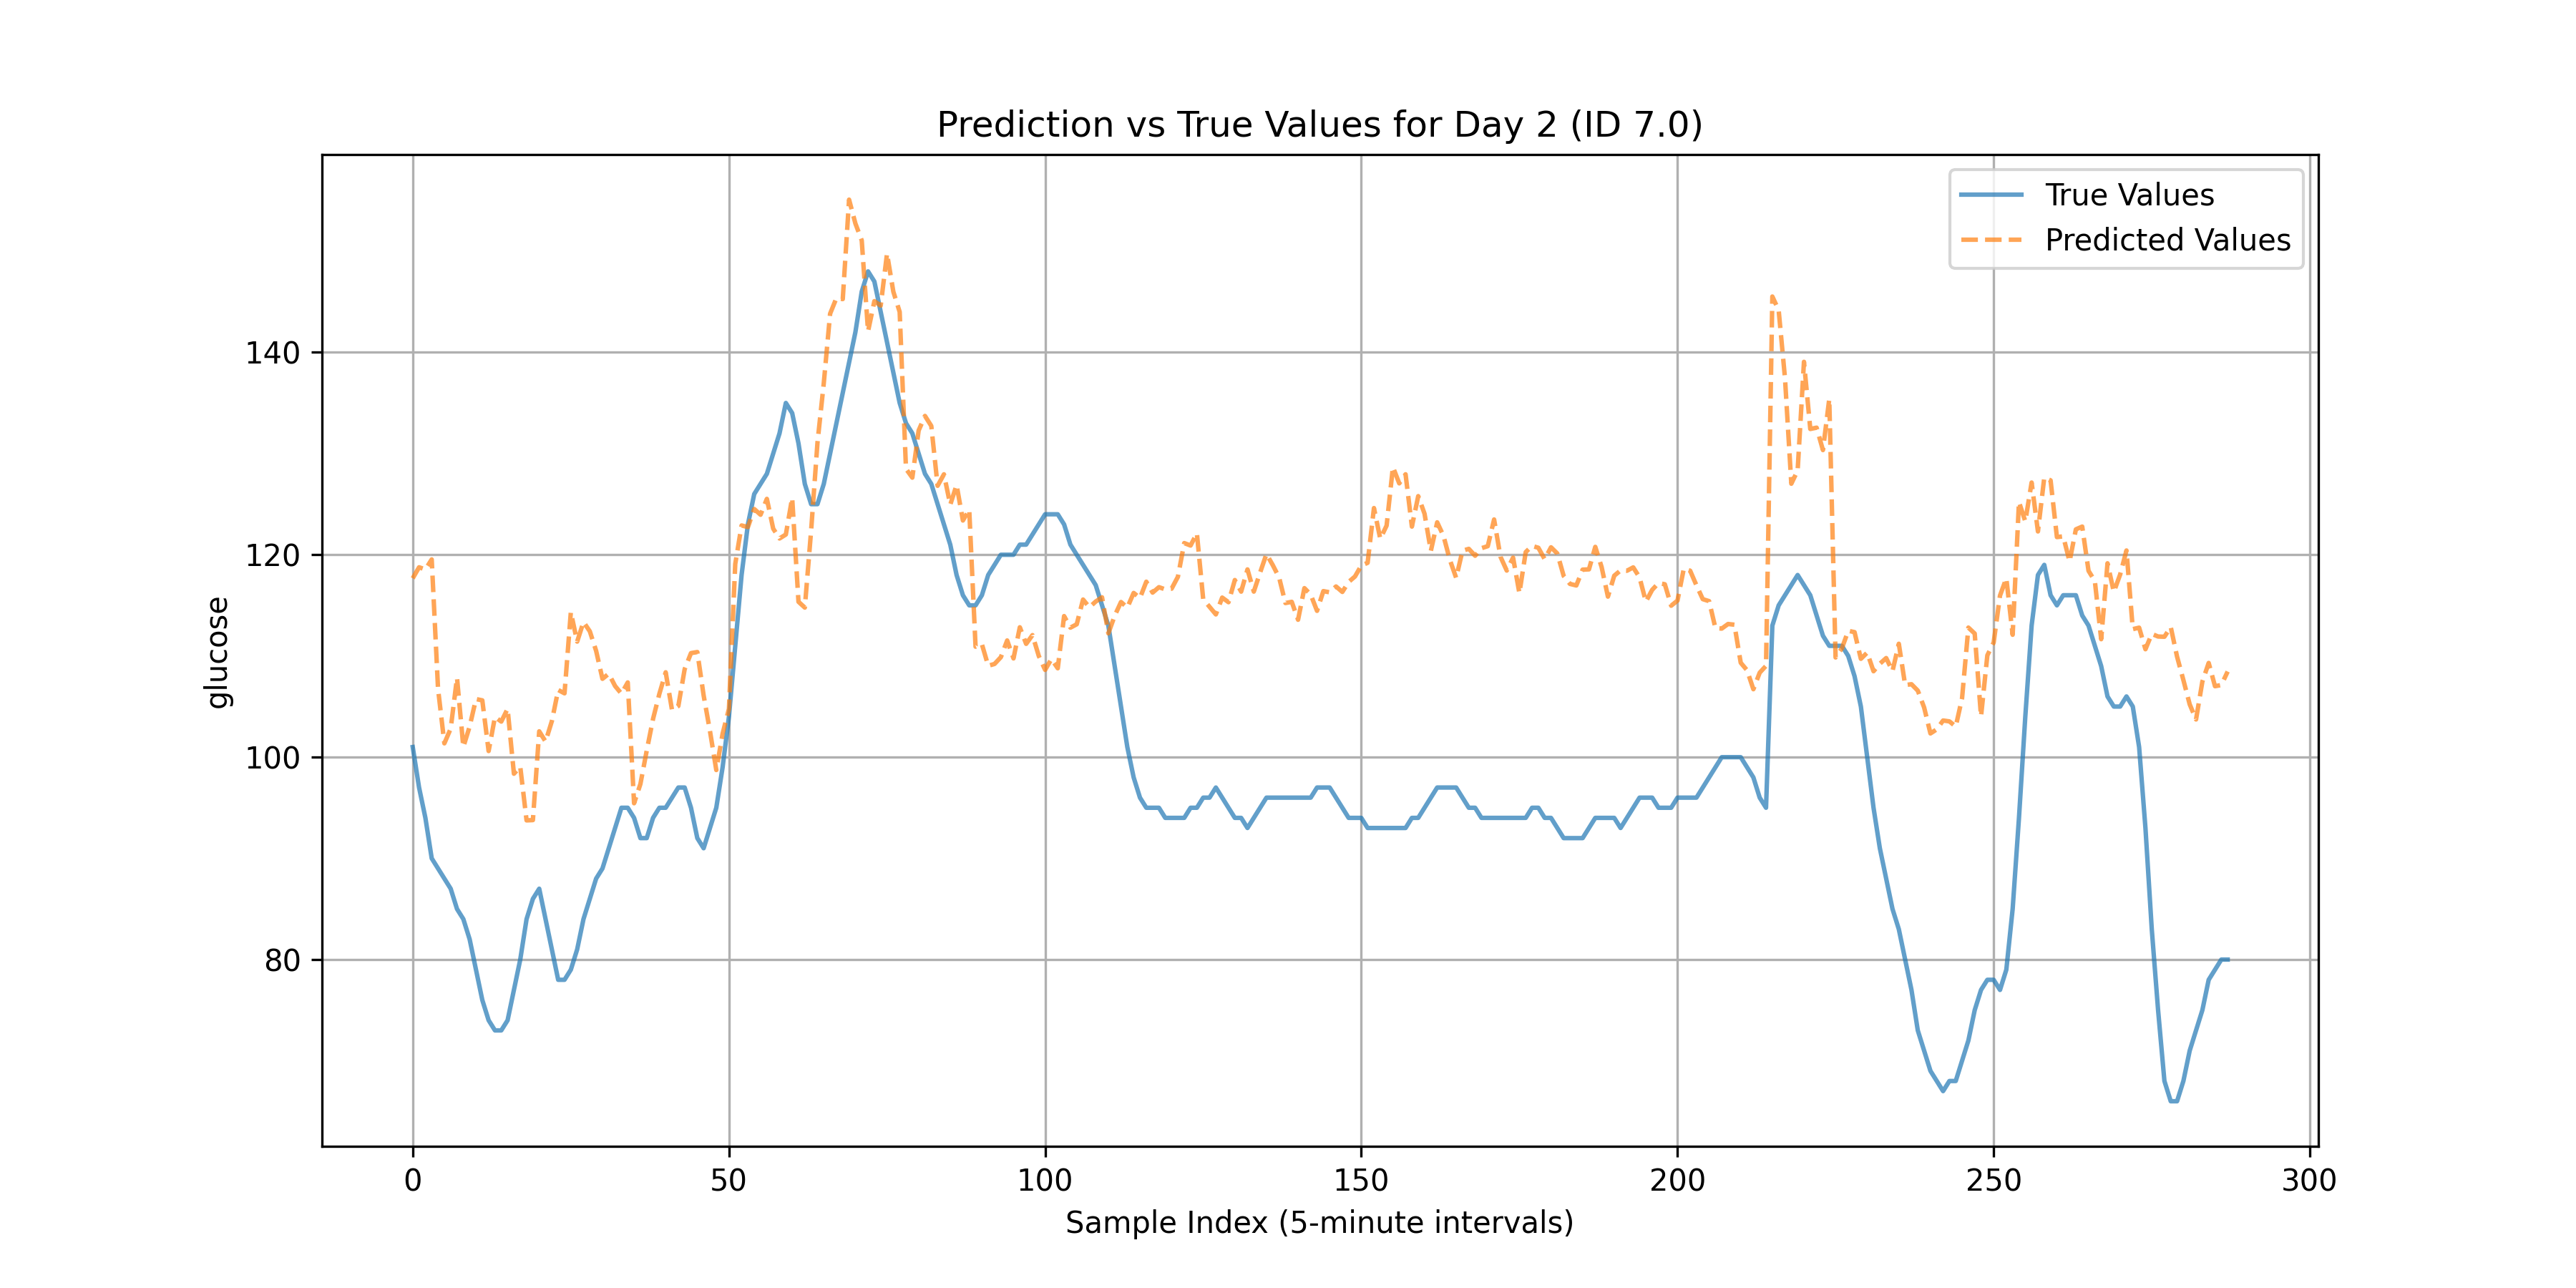 Prediction vs True Values for Day 2 (ID 7.0)
True Values
Predicted Values
glucose
140
120
100
80
0 50 100 150 200 250 300
Sample Index (5-minute intervals)